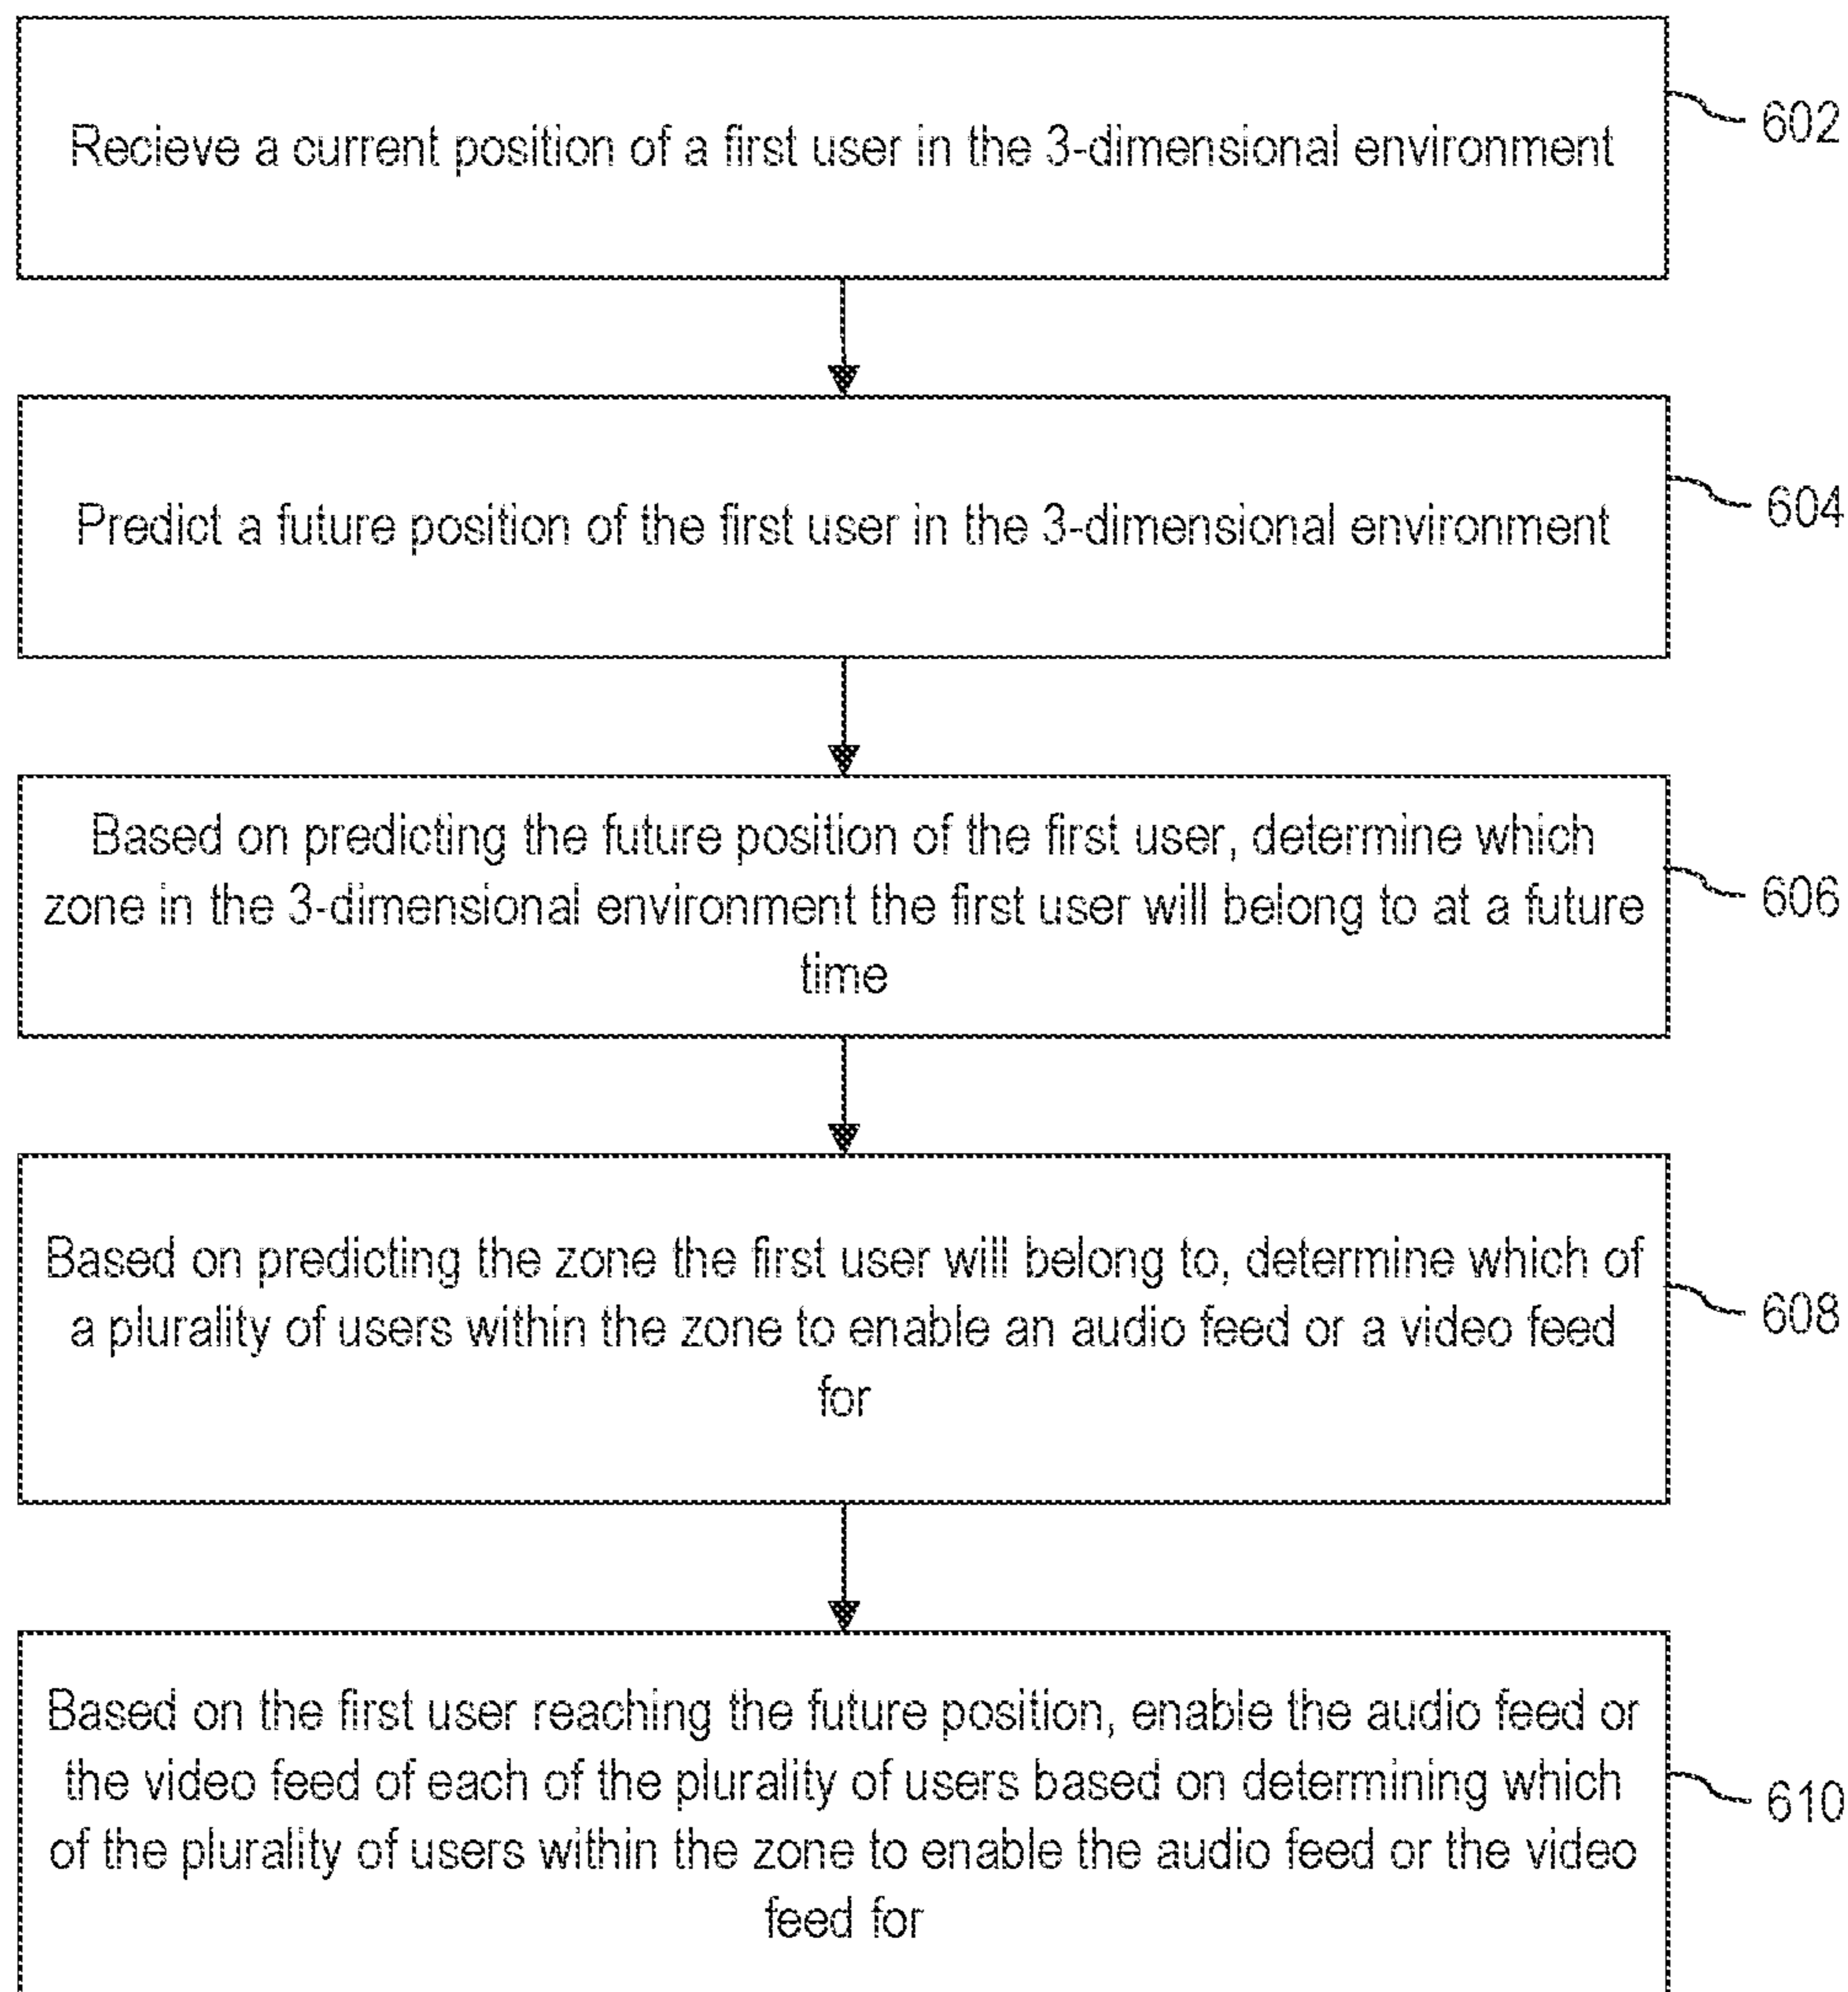 Recieve a current position of a first user in the 3-dimensional environment
602
Predict a future position of the first user in the 3-dimensional environment
604
Based on predicting the future position of the first user, determine which
zone in the 3-dimensional environment the first user will belong to at a future
time
606
Based on predicting the zone the first user will belong to, determine which of
a plurality of users within the zone to enable an audio feed or a video feed
for
608
Based on the first user reaching the future position, enable the audio feed or
the video feed of each of the plurality of users based on determining which
of the plurality of users within the zone to enable the audio feed or the video
feed for
610